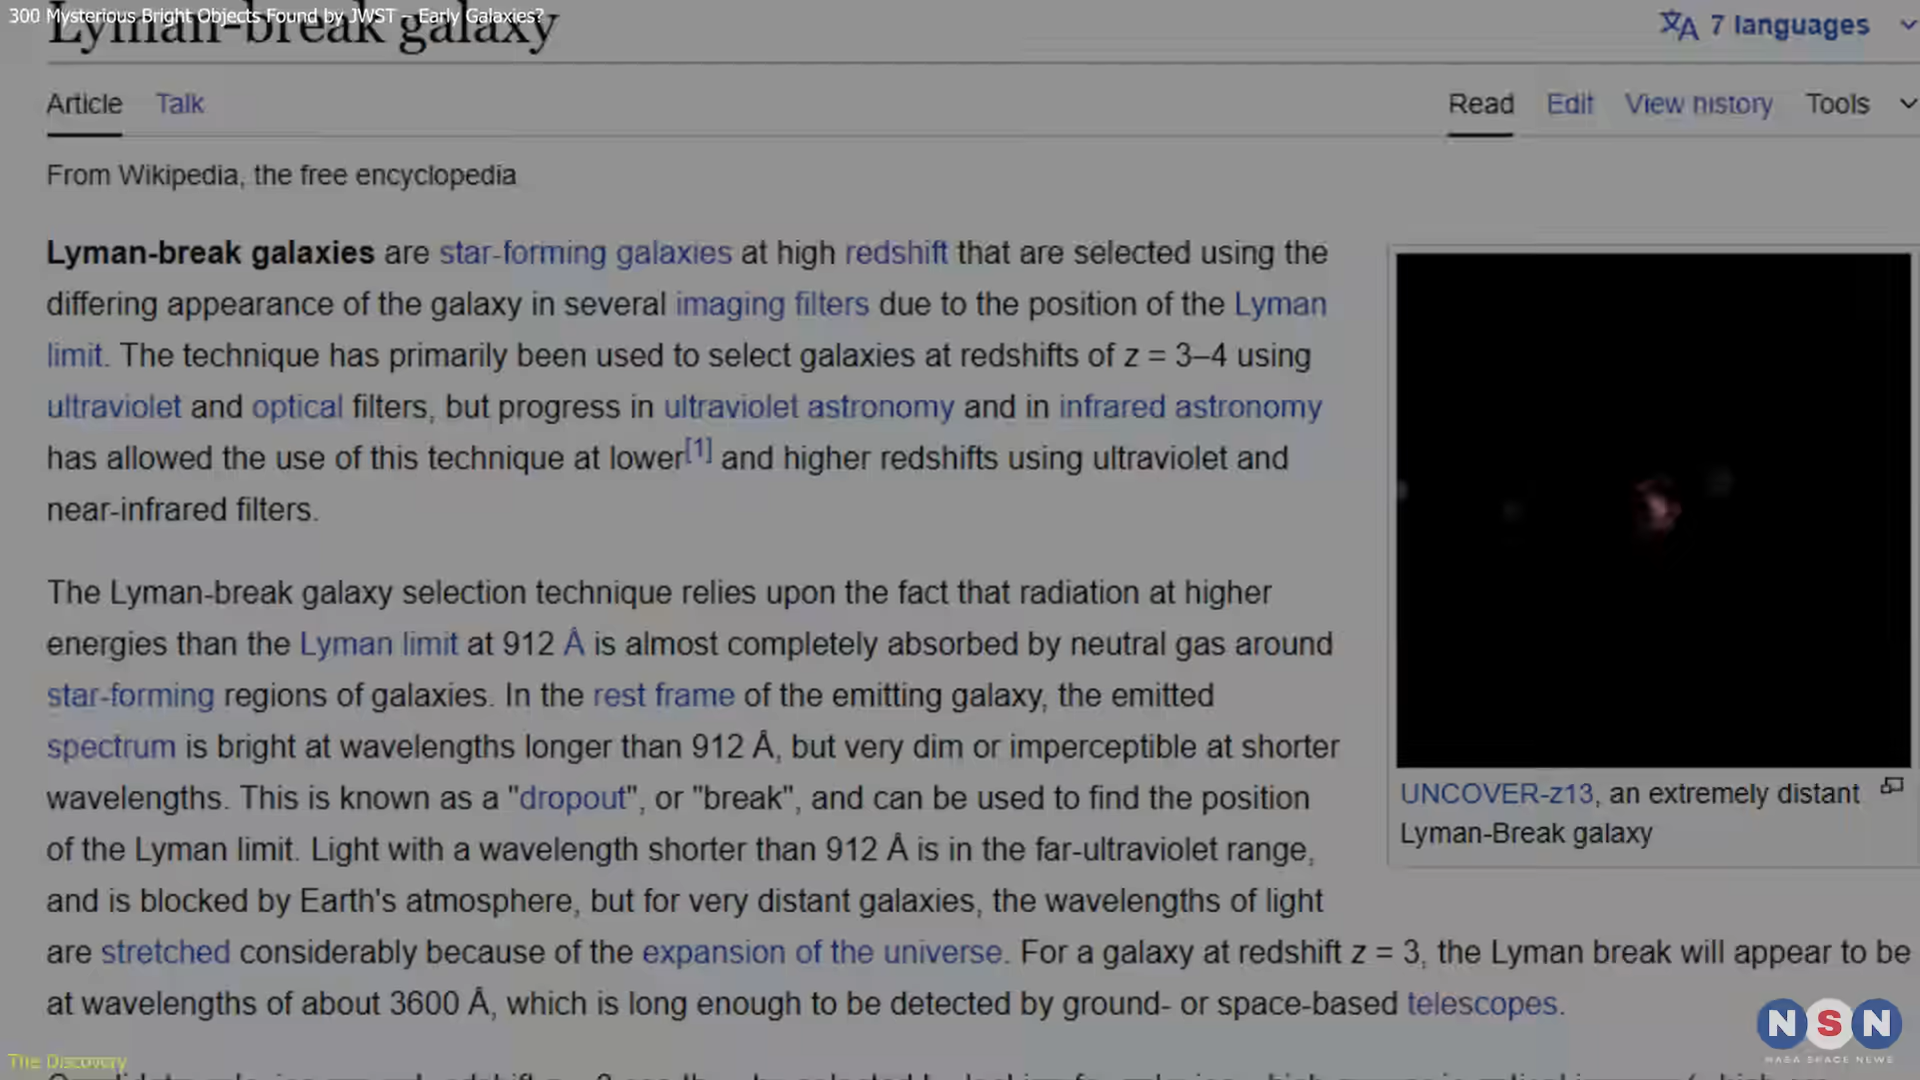 300 Mysterious Bright Objects Found by JWST – Early Galaxies?
Lyman-break galaxy
7 languages
Article Talk
Read Edit View history Tools
From Wikipedia, the free encyclopedia
Lyman-break galaxies are star-forming galaxies at high redshift that are selected using the
differing appearance of the galaxy in several imaging filters due to the position of the Lyman
limit. The technique has primarily been used to select galaxies at redshifts of z = 3–4 using
ultraviolet and optical filters, but progress in ultraviolet astronomy and in infrared astronomy
has allowed the use of this technique at lower[1] and higher redshifts using ultraviolet and
near-infrared filters.
The Lyman-break galaxy selection technique relies upon the fact that radiation at higher
energies than the Lyman limit at 912 Å is almost completely absorbed by neutral gas around
star-forming regions of galaxies. In the rest frame of the emitting galaxy, the emitted
spectrum is bright at wavelengths longer than 912 Å, but very dim or imperceptible at shorter
wavelengths. This is known as a "dropout", or "break", and can be used to find the position
of the Lyman limit. Light with a wavelength shorter than 912 Å is in the far-ultraviolet range,
and is blocked by Earth's atmosphere, but for very distant galaxies, the wavelengths of light
are stretched considerably because of the expansion of the universe. For a galaxy at redshift z = 3, the Lyman break will appear to be
at wavelengths of about 3600 Å, which is long enough to be detected by ground- or space-based telescopes.
UNCOVER-z13, an extremely distant
Lyman-Break galaxy
NSN
NASA SPACE NEWS
The Discovery